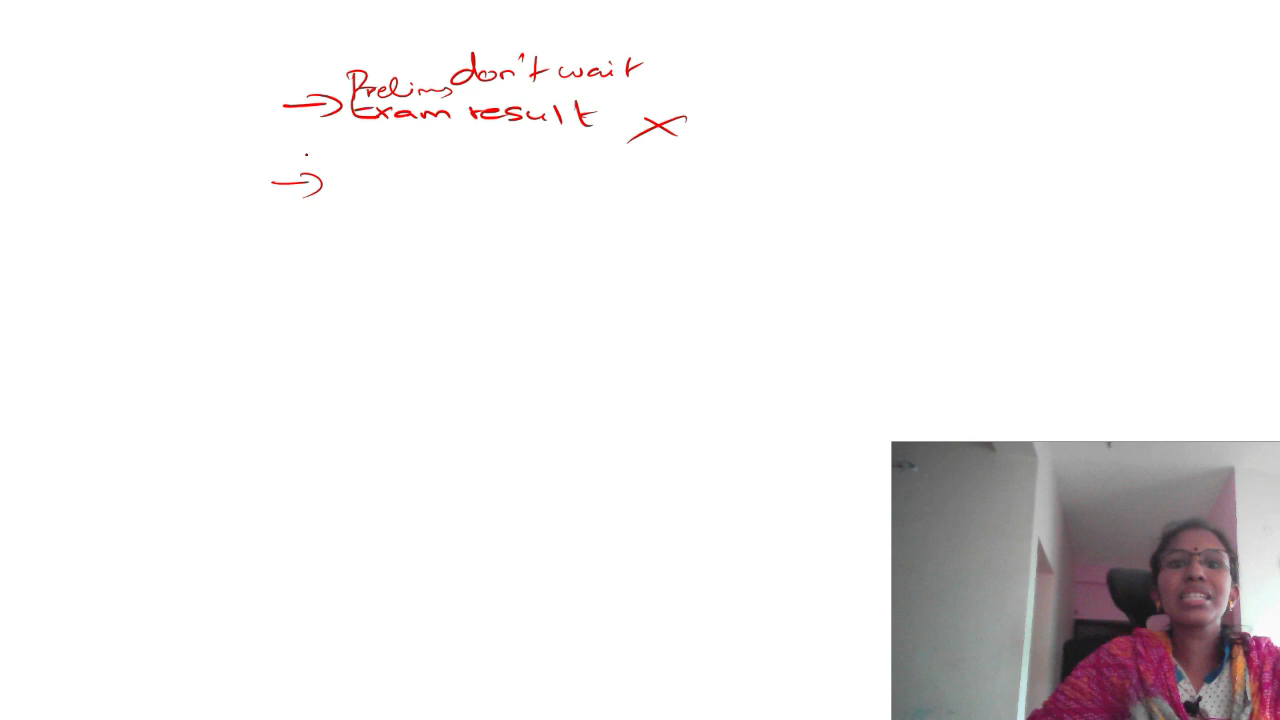 don't wait
→ Prelims
Exam result ✗
→